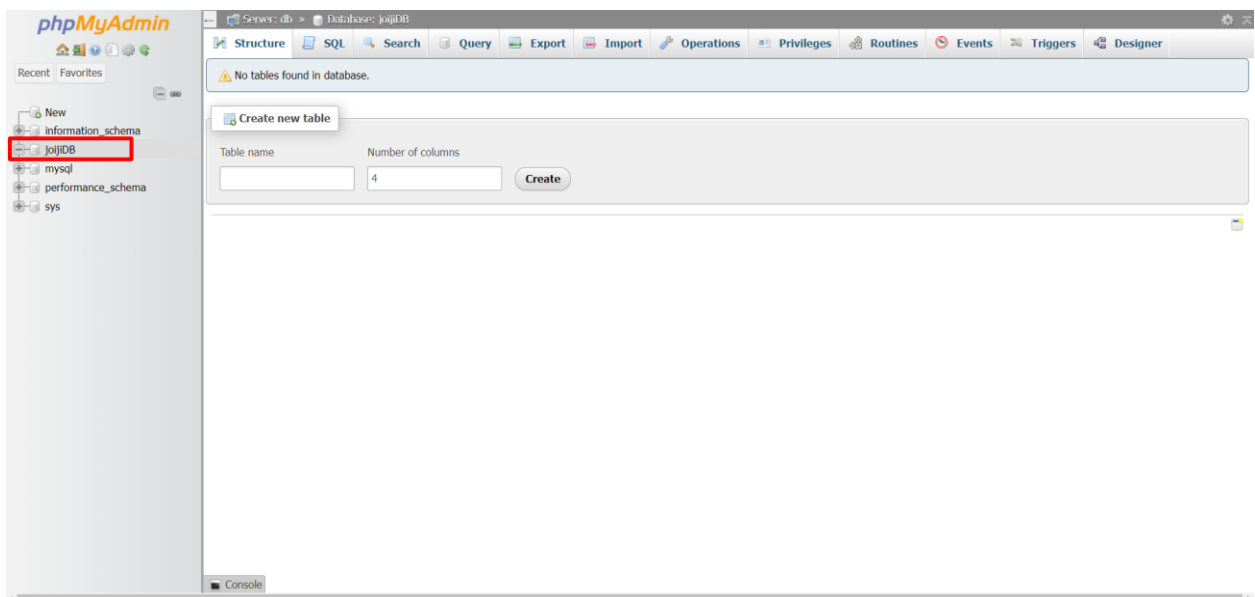 phpMyAdmin
Recent Favorites
New
information_schema
joijiDB
mysql
performance_schema
sys
Server: db » Database: joijiDB
Structure SQL Search Query Export Import Operations Privileges Routines Events Triggers Designer
No tables found in database.
Create new table
Table name Number of columns
4 Create
Console